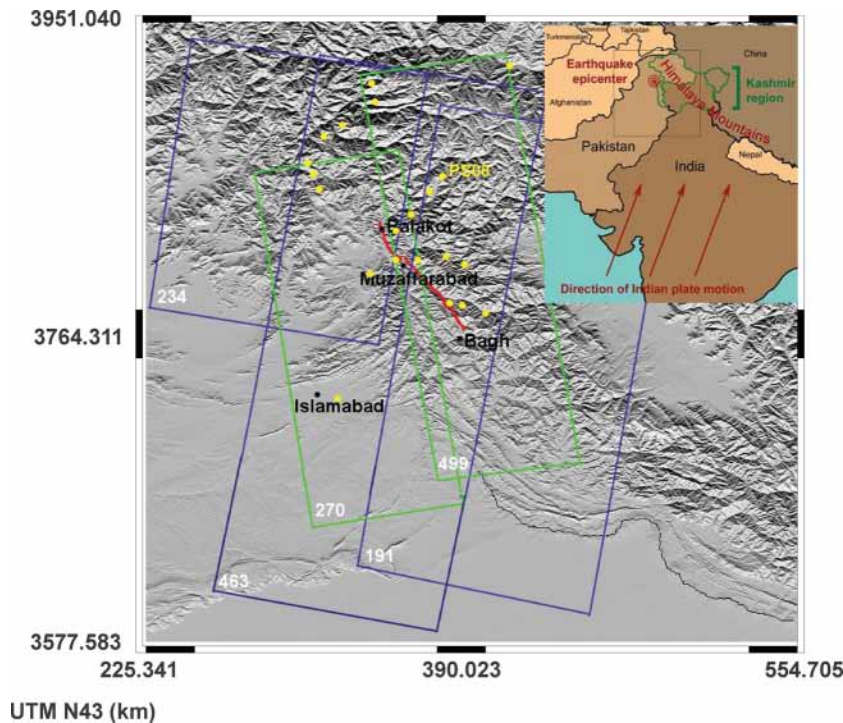 3951.040
3764.311
3577.583
225.341
390.023
554.705
UTM N43 (km)
234
463
270
191
499
PS08
Balakot
Muzaffarabad
Bagh
Islamabad
Turkmenistan
Tajikistan
China
Earthquake
epicenter
Himalaya Mountains
Kashmir
region
Afghanistan
Pakistan
Nepal
India
Direction of Indian plate motion